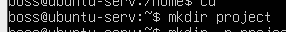 boss@ubuntu-serv:/home$ cd
boss@ubuntu-serv:~$ mkdir project
boss@ubuntu-serv:~$ mkdir -p project